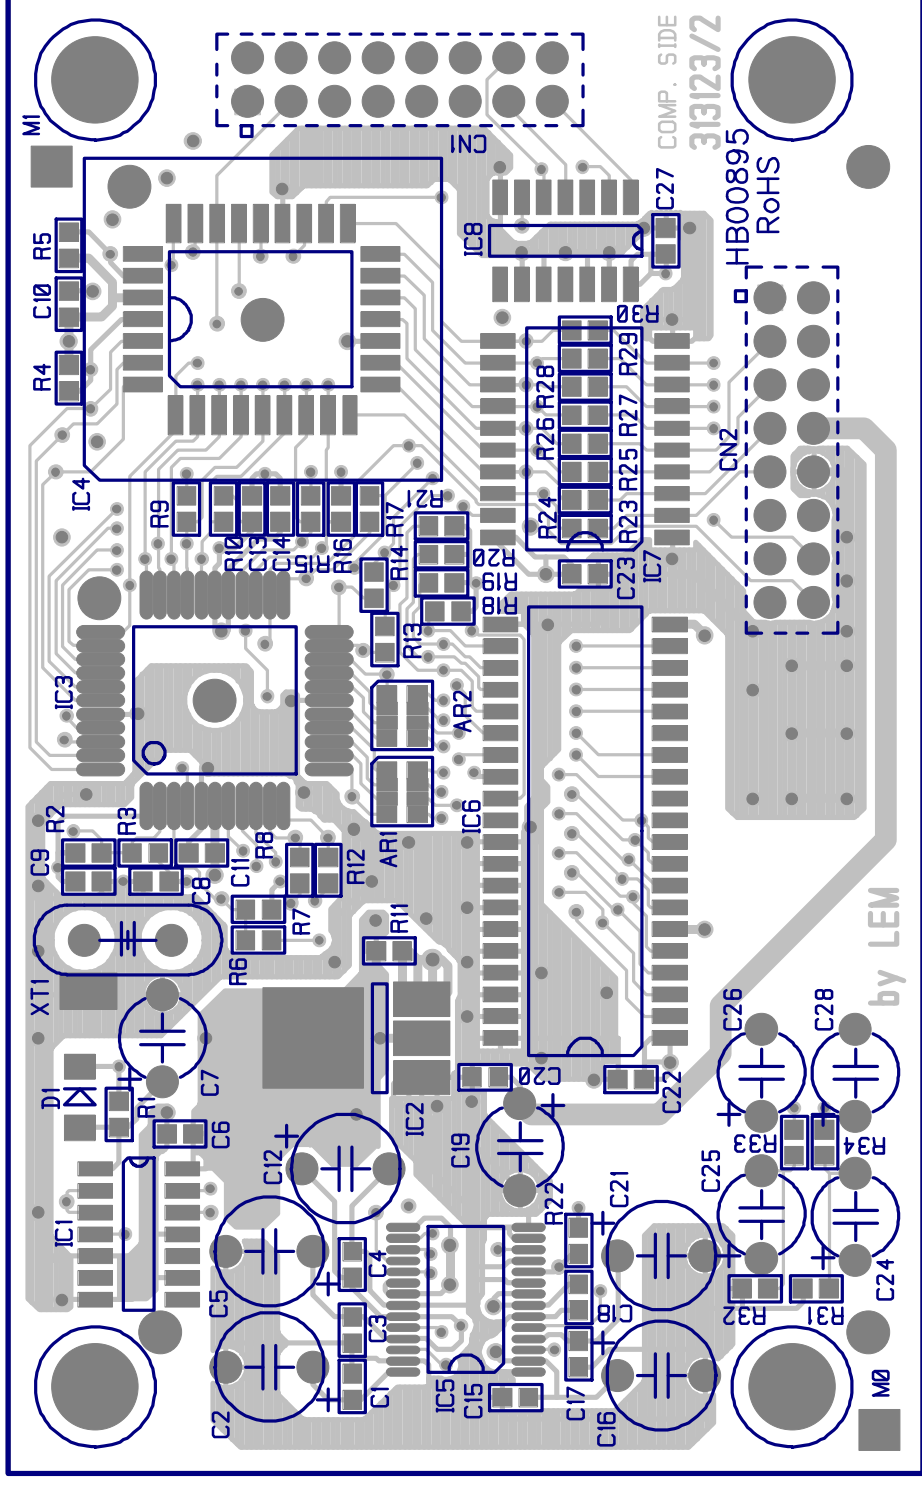 M1
COMP. SIDE
313123/2
HB00895
RoHS
CN1
C27
IC8
R5
C10
R4
R30
R29
R28
R27
R26
R25
R24
R23
CN2
IC4
R9
R10
C13
C14
R15
R16
R17
R21
R20
R19
R18
R14
R13
C23
IC7
IC3
AR2
IC6
AR1
R2
R3
C9
C8
C11
R8
R12
R7
R6
R11
XT1
by LEM
C26
C28
D1
R1
C7
C6
IC2
C20
C22
C19
C12
R33
R34
C25
C24
IC1
C5
C4
R22
C21
C18
R32
R31
C3
C2
C1
IC5
C15
C17
C16
M0